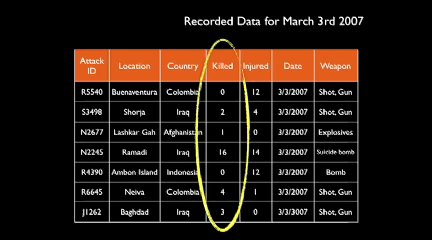 Recorded Data for March 3rd 2007
Attack ID Location Country Killed Injured Date Weapon
R5540 Buenaventura Colombia 0 12 3/3/2007 Shot, Gun
S3498 Shorja Iraq 2 4 3/3/2007 Shot, Gun
N2677 Lashkar Gah Afghanistan 1 0 3/3/2007 Explosives
N2245 Ramadi Iraq 16 14 3/3/2007 Suicide bomb
R4390 Ambon Island Indonesia 0 12 3/3/2007 Bomb
R6645 Neiva Colombia 4 1 3/3/2007 Shot, Gun
J1262 Baghdad Iraq 3 0 3/3/3007 Shot, Gun